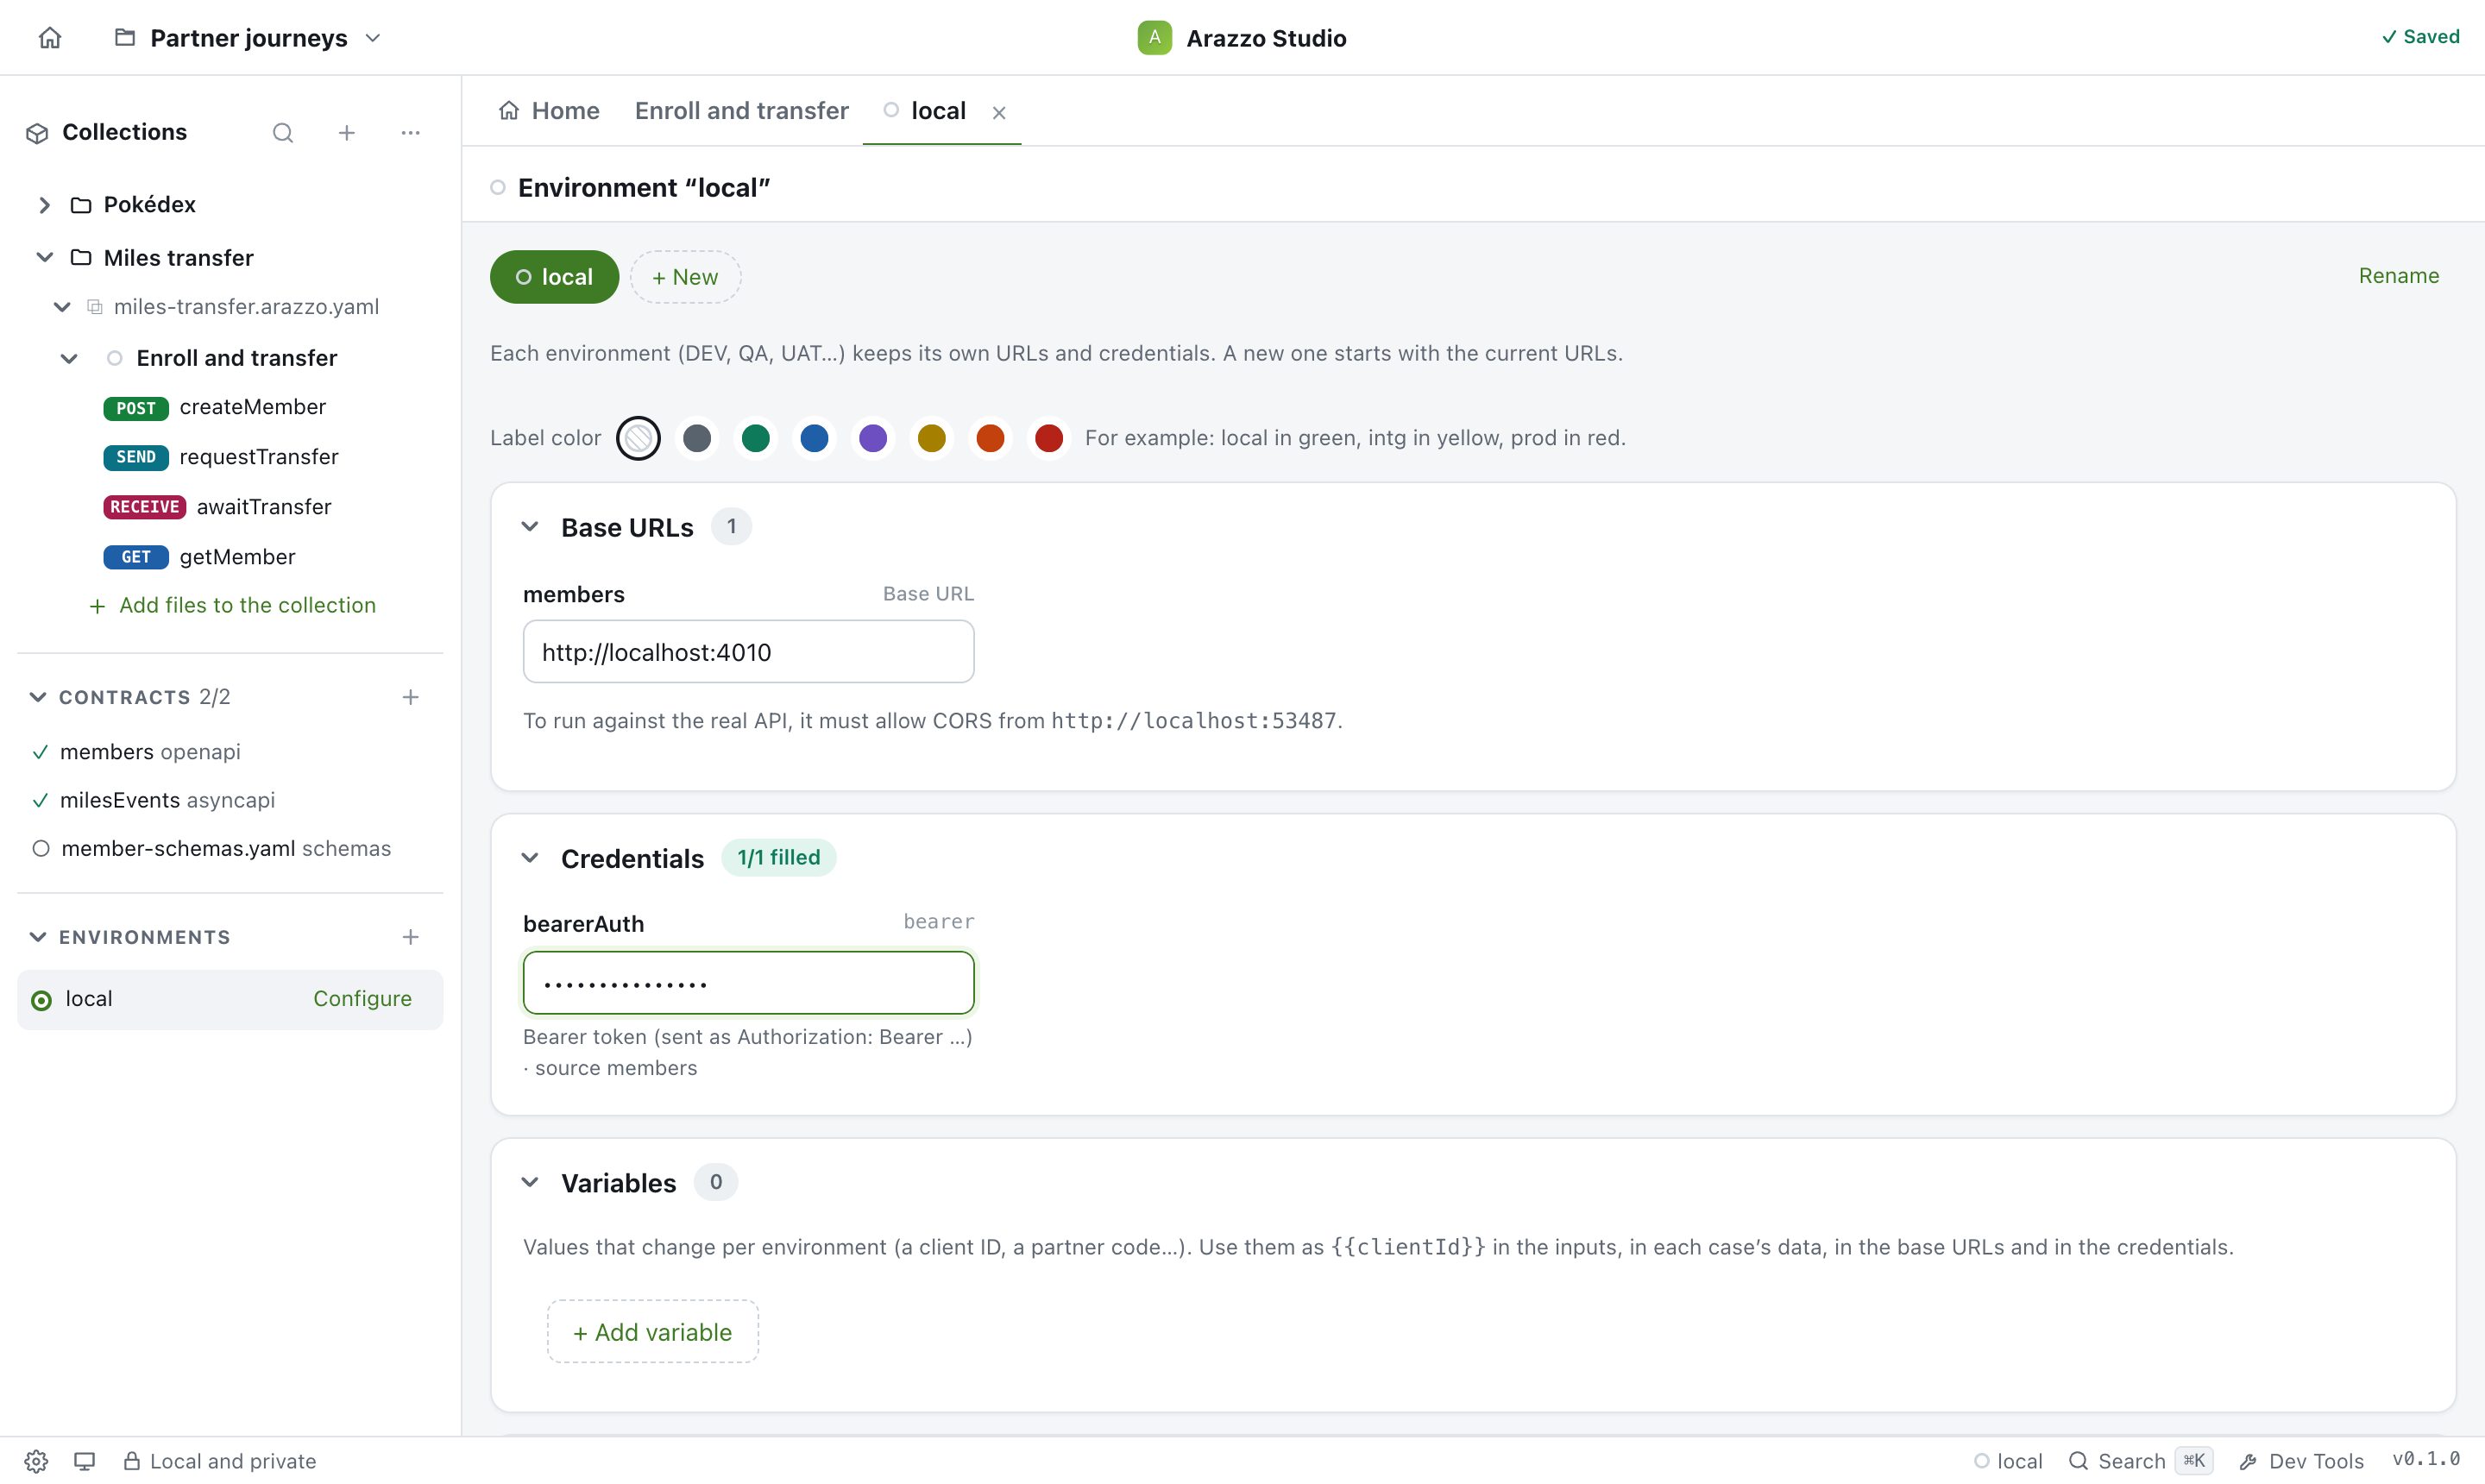 Partner journeys
A Arazzo Studio
✓ Saved
Collections
Pokédex
Miles transfer
miles-transfer.arazzo.yaml
Enroll and transfer
POST createMember
SEND requestTransfer
RECEIVE awaitTransfer
GET getMember
+ Add files to the collection
CONTRACTS 2/2
members openapi
milesEvents asyncapi
member-schemas.yaml schemas
ENVIRONMENTS
local Configure
Home Enroll and transfer local
Environment “local”
local + New Rename
Each environment (DEV, QA, UAT…) keeps its own URLs and credentials. A new one starts with the current URLs.
Label color For example: local in green, intg in yellow, prod in red.
Base URLs 1
members Base URL
http://localhost:4010
To run against the real API, it must allow CORS from http://localhost:53487.
Credentials 1/1 filled
bearerAuth bearer
•••••••••••••••
Bearer token (sent as Authorization: Bearer …)
· source members
Variables 0
Values that change per environment (a client ID, a partner code…). Use them as {{clientId}} in the inputs, in each case’s data, in the base URLs and in the credentials.
+ Add variable
Local and private
local Search ⌘K Dev Tools v0.1.0